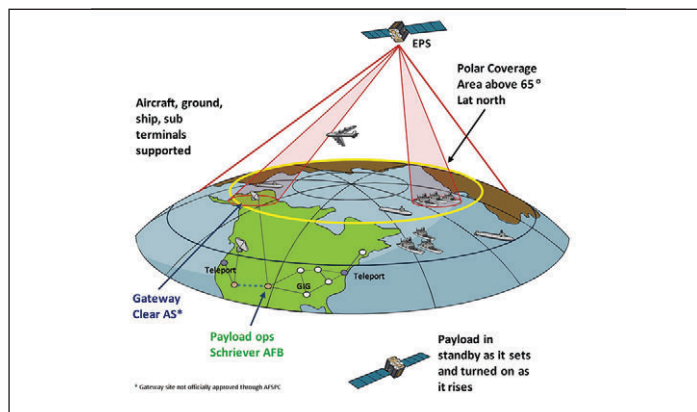 EPS
Polar Coverage
Area above 65°
Lat north
Aircraft, ground,
ship, sub
terminals
supported
Teleport
GIG
Teleport
Gateway
Clear AS*
Payload ops
Schriever AFB
Payload in
standby as it sets
and turned on as
it rises
* Gateway site not officially approved through AFSPC